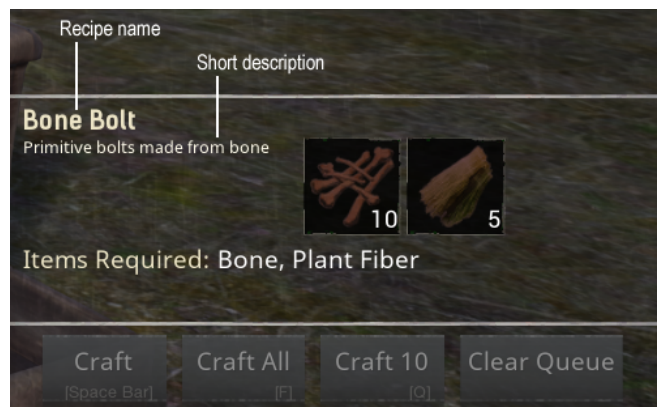 Recipe name
Short description
Bone Bolt
Primitive bolts made from bone
10
5
Items Required: Bone, Plant Fiber
Craft
[Space Bar]
Craft All
[F]
Craft 10
[Q]
Clear Queue